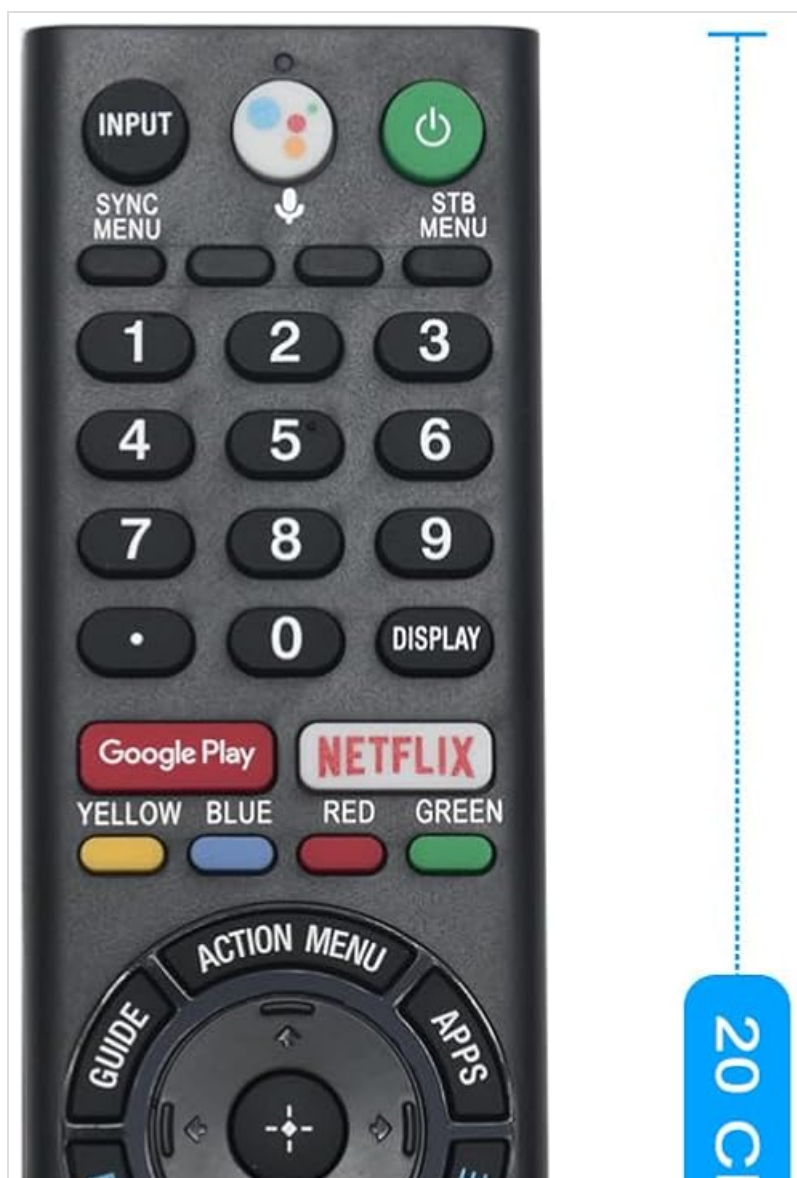 INPUT
SYNC
MENU
STB
MENU
1 2 3
4 5 6
7 8 9
. 0 DISPLAY
Google Play NETFLIX
YELLOW BLUE RED GREEN
ACTION MENU
GUIDE
APPS
20